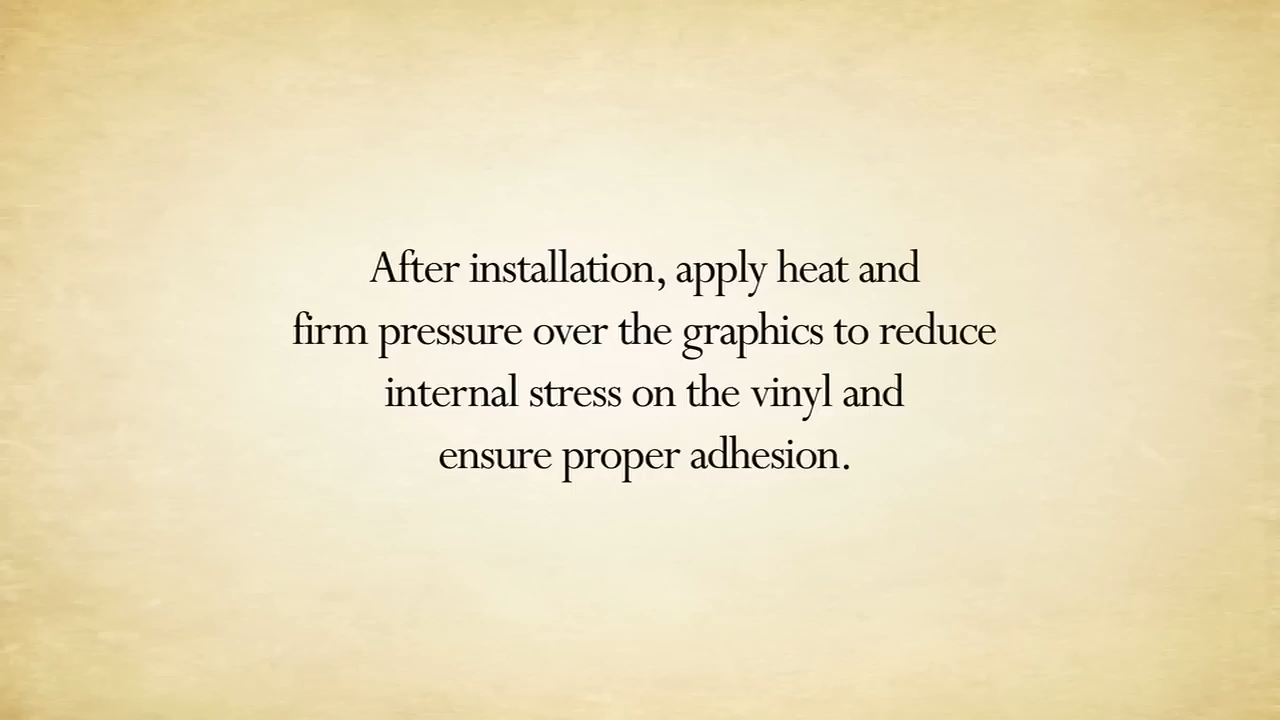 After installation, apply heat and
firm pressure over the graphics to reduce
internal stress on the vinyl and
ensure proper adhesion.